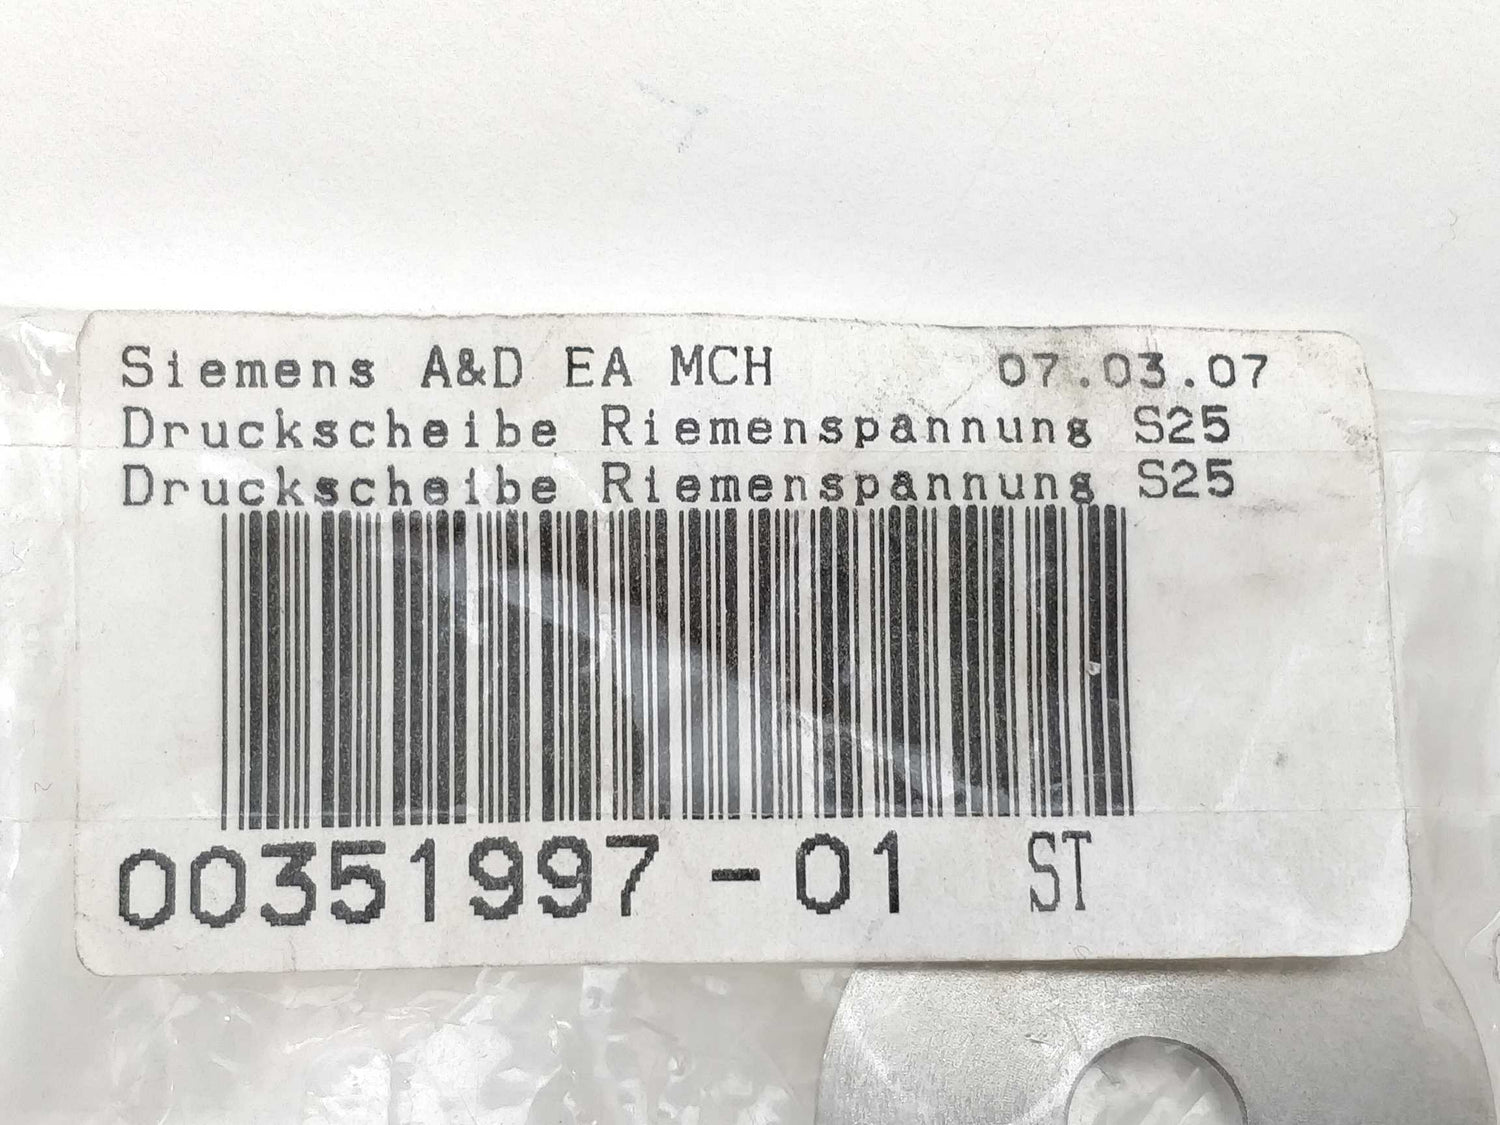 Siemens A&D EA MCH 07.03.07
Druckscheibe Riemenspannung S25
Druckscheibe Riemenspannung S25
00351997-01 ST